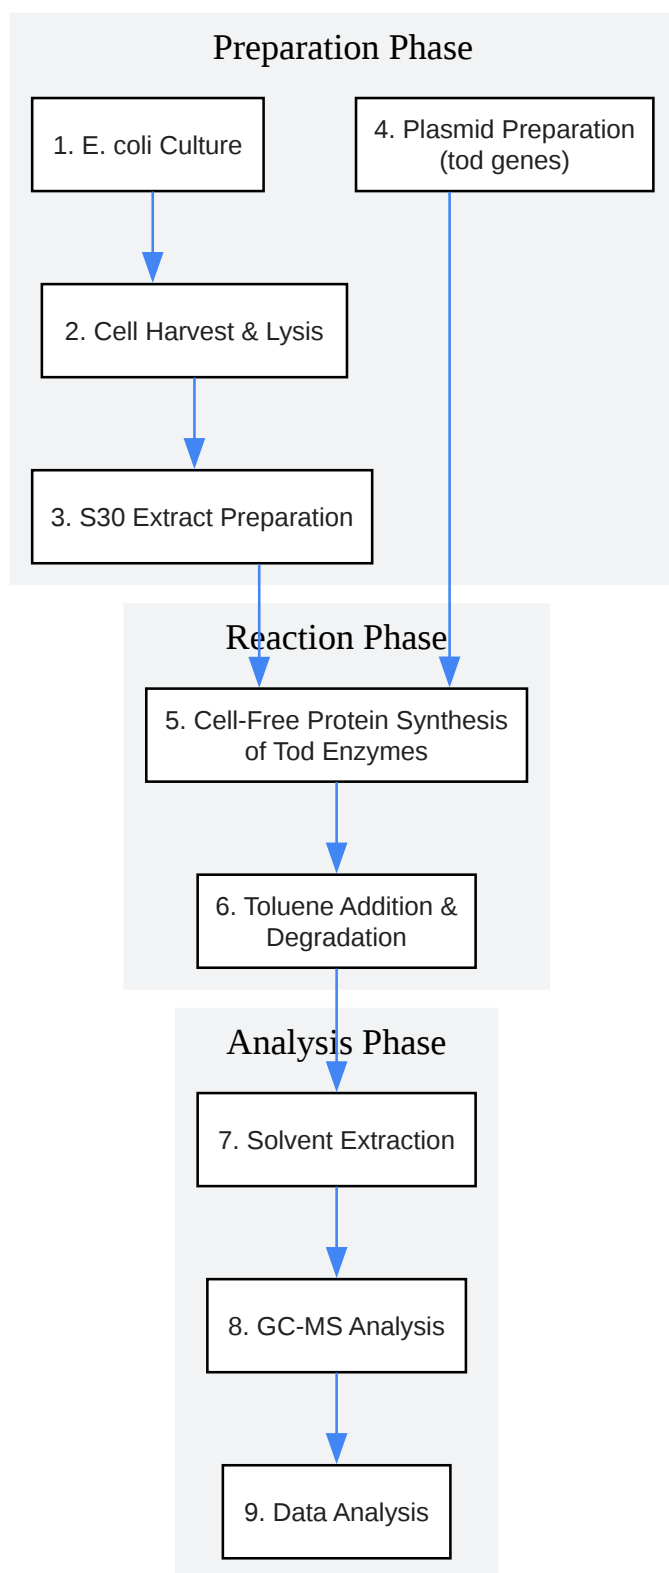 Preparation Phase
1. E. coli Culture
4. Plasmid Preparation
(tod genes)
2. Cell Harvest & Lysis
3. S30 Extract Preparation
Reaction Phase
5. Cell-Free Protein Synthesis
of Tod Enzymes
6. Toluene Addition &
Degradation
Analysis Phase
7. Solvent Extraction
8. GC-MS Analysis
9. Data Analysis